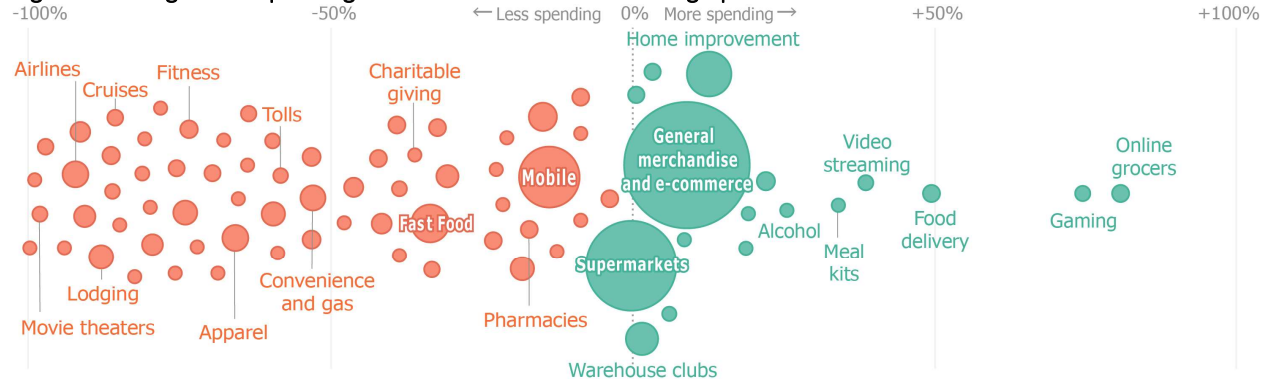 -100%
-50%
Less spending
0%
More spending
+50%
+100%
Home improvement
Airlines
Cruises
Fitness
Tolls
Charitable
giving
General
merchandise
and e-commerce
Mobile
Fast Food
Video
streaming
Online
grocers
Alcohol
Meal
kits
Food
delivery
Gaming
Supermarkets
Lodging
Movie theaters
Apparel
Convenience
and gas
Pharmacies
Warehouse clubs